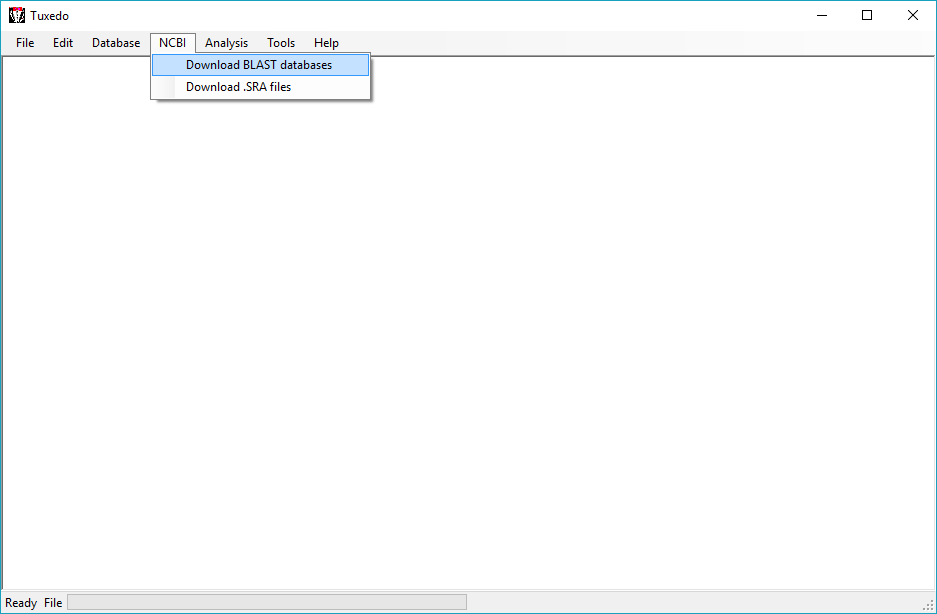 Tuxedo
File Edit Database NCBI Analysis Tools Help
Download BLAST databases
Download .SRA files
Ready File